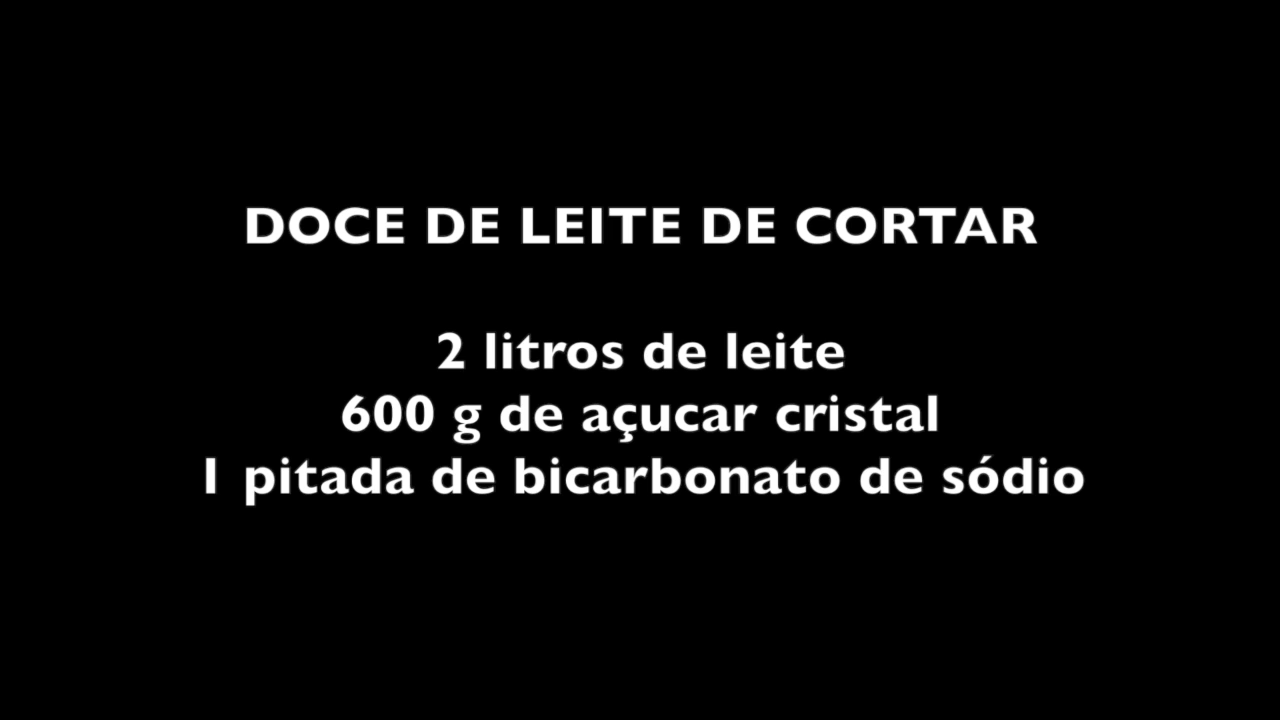 DOCE DE LEITE DE CORTAR
2 litros de leite
600 g de açucar cristal
1 pitada de bicarbonato de sódio